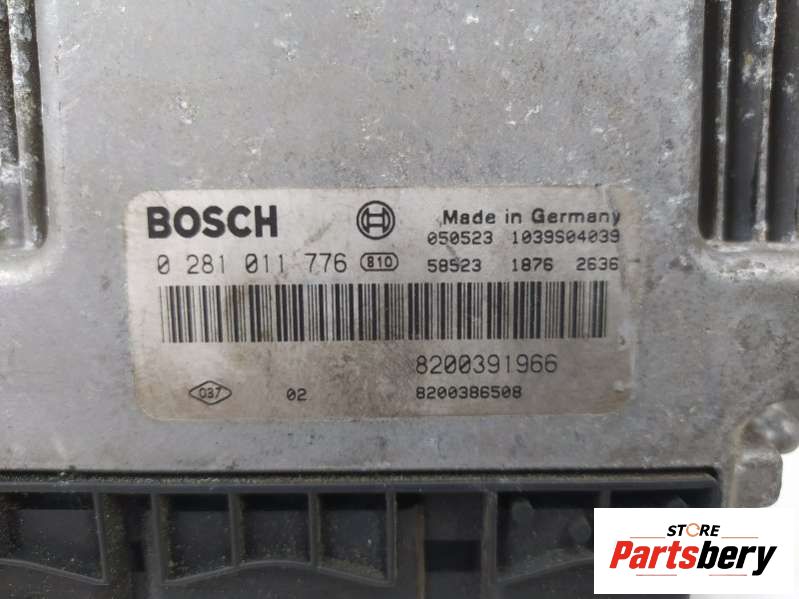 BOSCH
Made in Germany
050523 1039S04039
0 281 011 776 810
58523 1876 2636
8200391966
037 02 8200386508
STORE
Partsbery